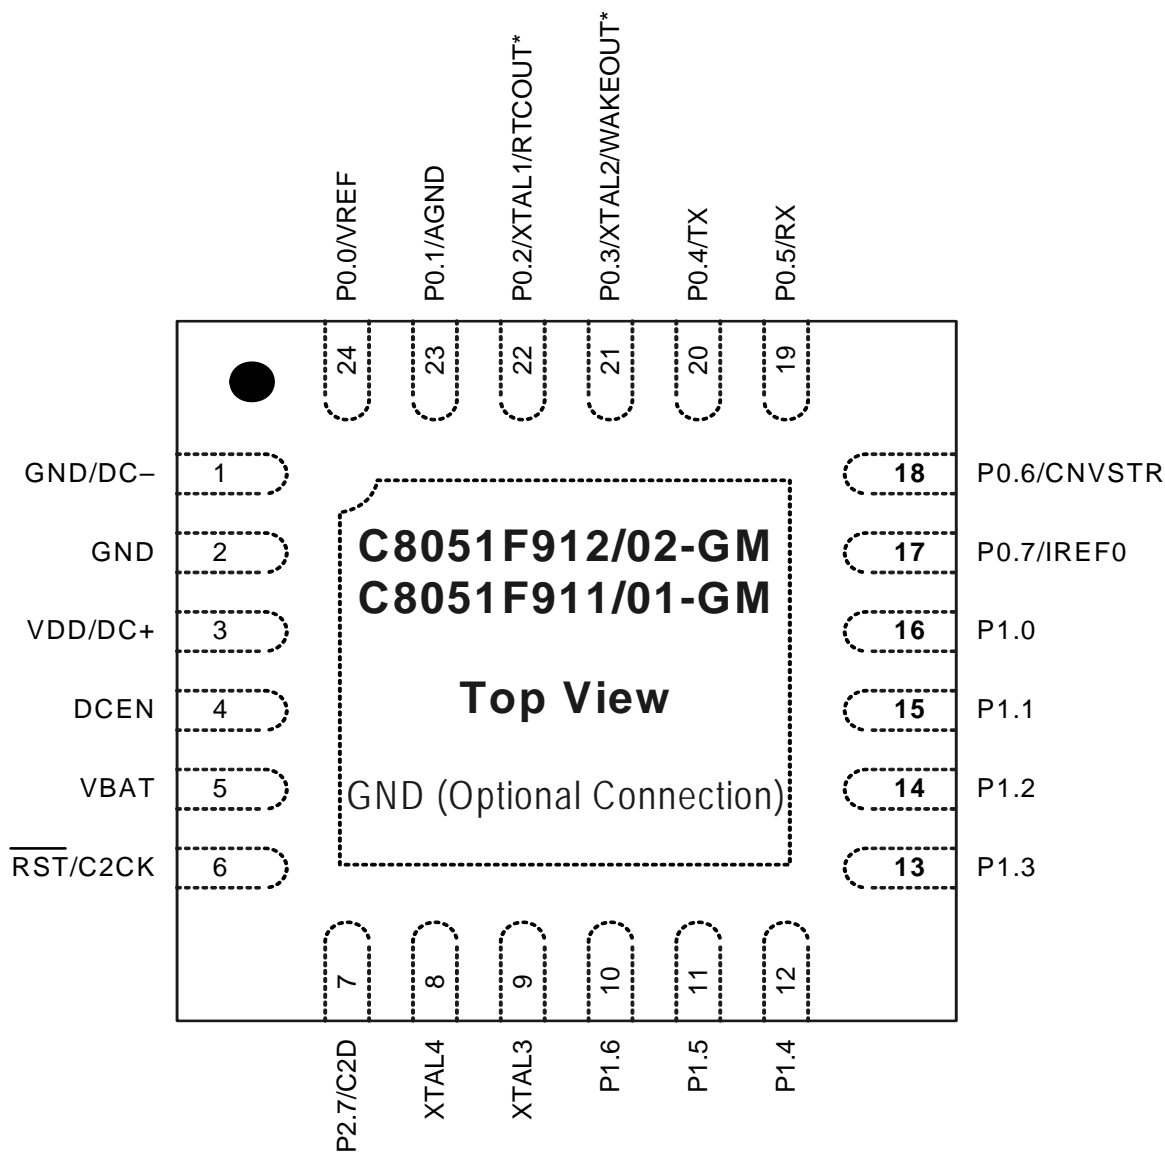 P0.0/VREF
P0.1/AGND
P0.2/XTAL1/RTCOUT*
P0.3/XTAL2/WAKEOUT*
P0.4/TX
P0.5/RX
24
23
22
21
20
19
GND/DC–
1
18
P0.6/CNVSTR
GND
2
17
P0.7/IREF0
VDD/DC+
3
16
P1.0
DCEN
4
15
P1.1
VBAT
5
14
P1.2
RST/C2CK
6
13
P1.3
C8051F912/02-GM
C8051F911/01-GM
Top View
GND (Optional Connection)
7
8
9
10
11
12
P2.7/C2D
XTAL4
XTAL3
P1.6
P1.5
P1.4